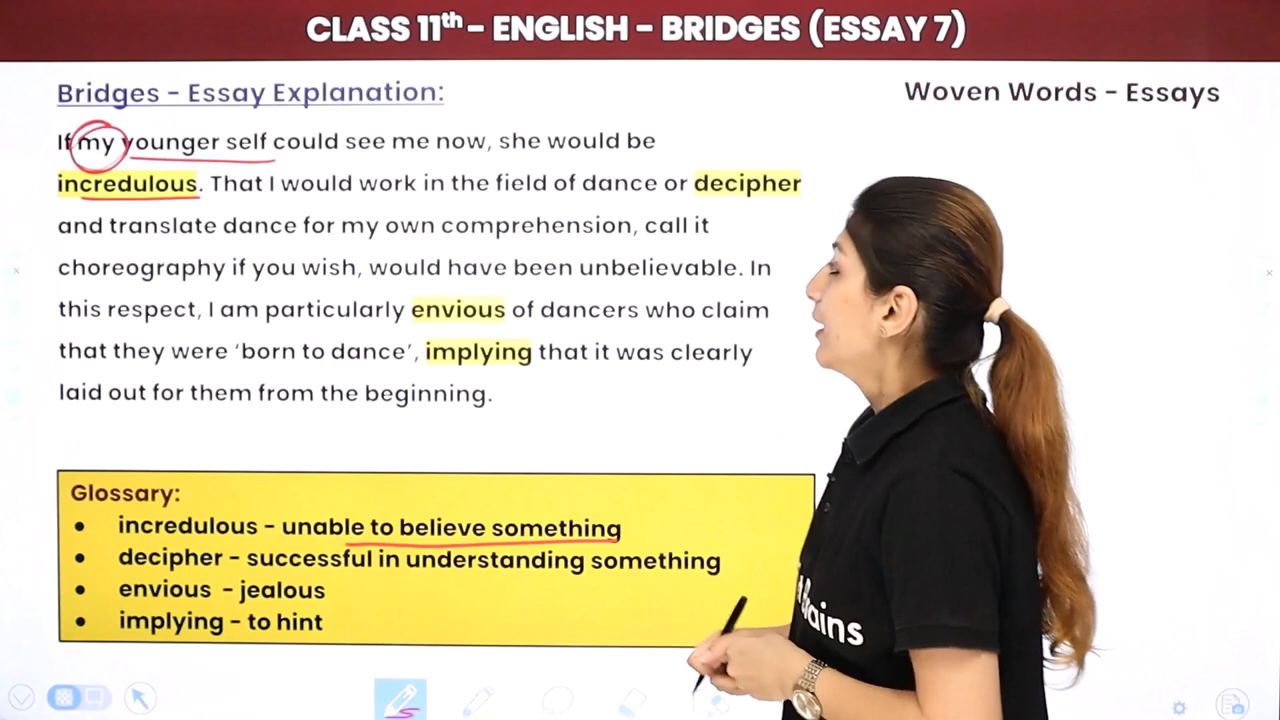 CLASS 11th - ENGLISH - BRIDGES (ESSAY 7)
Bridges - Essay Explanation:
Woven Words - Essays
If my younger self could see me now, she would be
incredulous. That I would work in the field of dance or decipher
and translate dance for my own comprehension, call it
choreography if you wish, would have been unbelievable. In
this respect, I am particularly envious of dancers who claim
that they were ‘born to dance’, implying that it was clearly
laid out for them from the beginning.
Glossary:
• incredulous - unable to believe something
• decipher - successful in understanding something
• envious - jealous
• implying - to hint